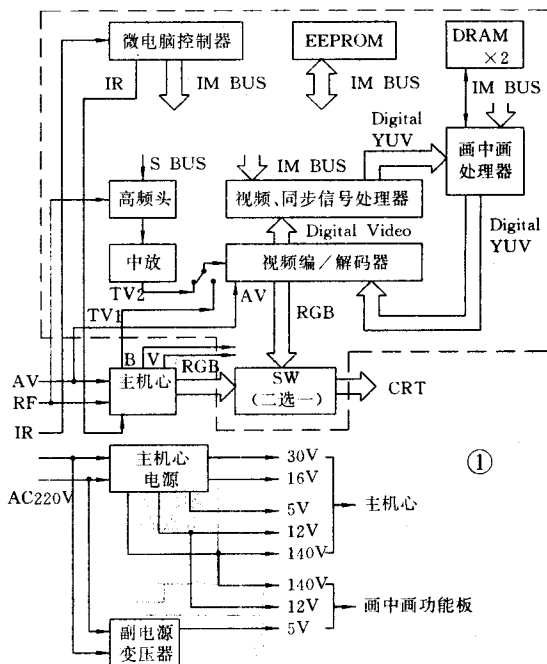 微电脑控制器
EEPROM
DRAM
×2
IR
IM BUS
IM BUS
IM BUS
Digital
YUV
S BUS
IM BUS
画中画
处理器
高频头
视频、同步信号处理器
Digital Video
Digital
YUV
中放
视频编/解码器
TV2
AV
TV1
RGB
B
V
RGB
AV
RF
IR
主机心
SW
(二选一)
CRT
主机心
电源
AC220V
30V
16V
5V
12V
140V
主机心
①
140V
12V
5V
画中画功能板
副电源
变压器